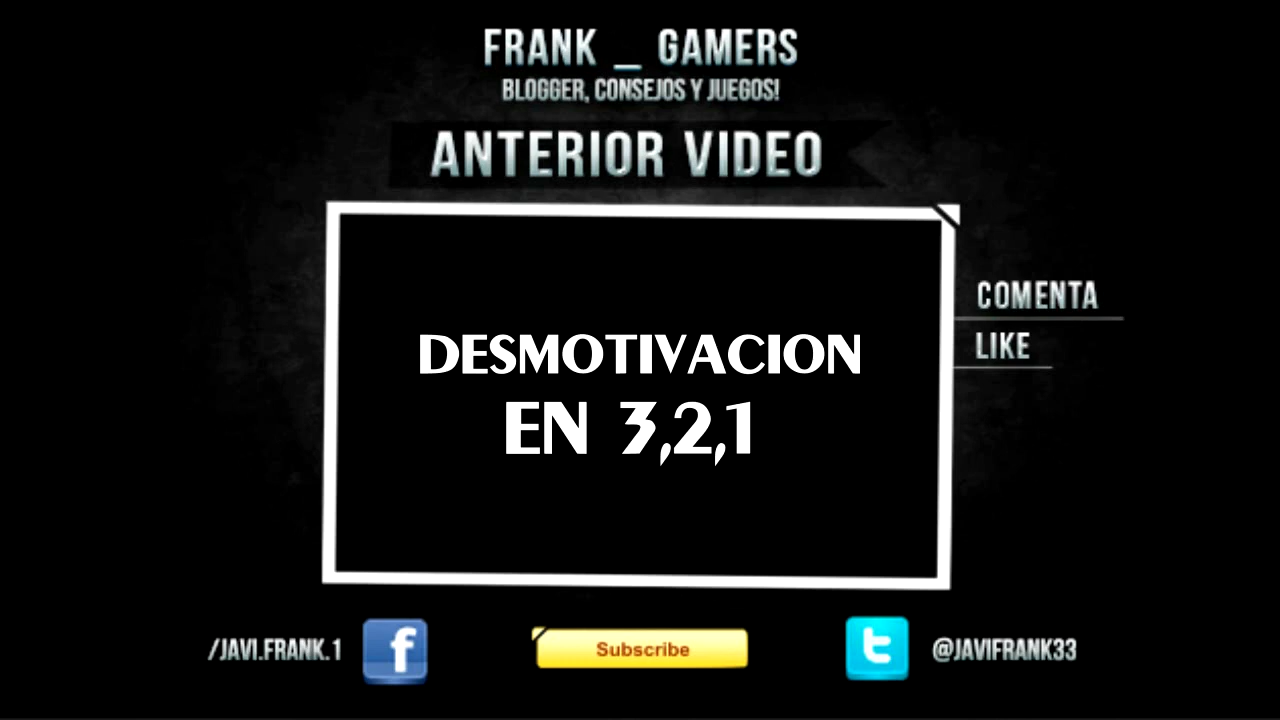 FRANK _ GAMERS
BLOGGER, CONSEJOS Y JUEGOS!
ANTERIOR VIDEO
DESMOTIVACION
EN 3,2,1
COMENTA
LIKE
/JAVI.FRANK.1
f
Subscribe
t
@JAVIFRANK33